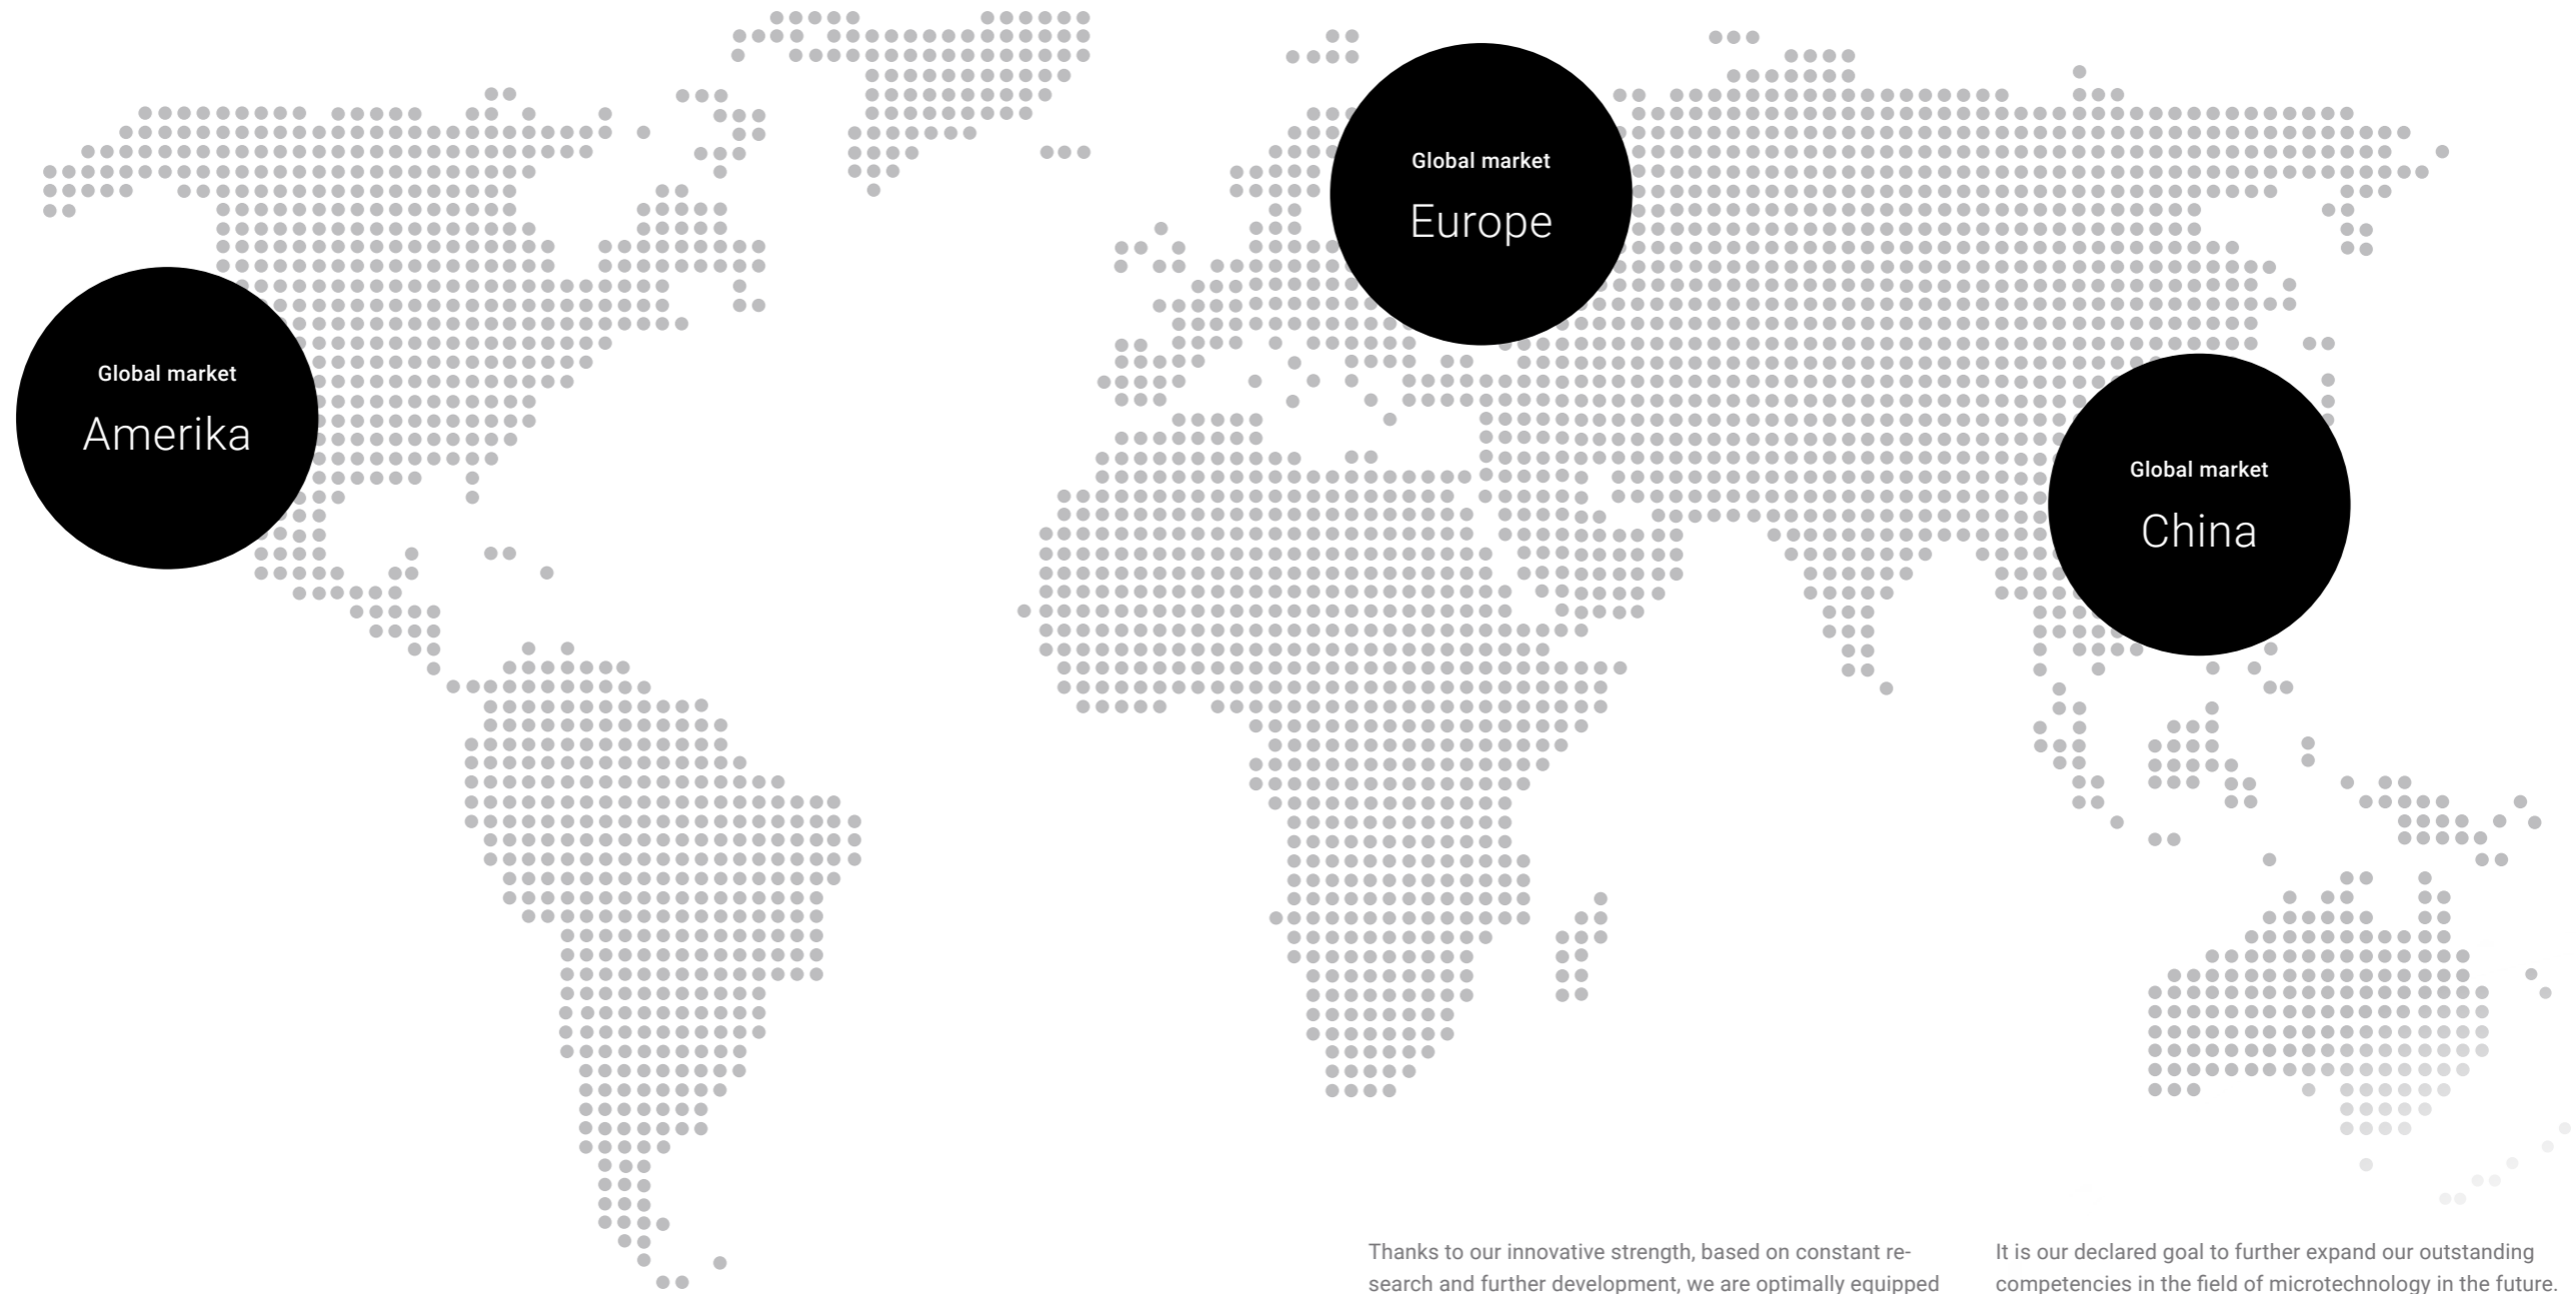 Global market
Europe
Global market
Amerika
Global market
China
Thanks to our innovative strength, based on constant re-
search and further development, we are optimally equipped
It is our declared goal to further expand our outstanding
competencies in the field of microtechnology in the future.